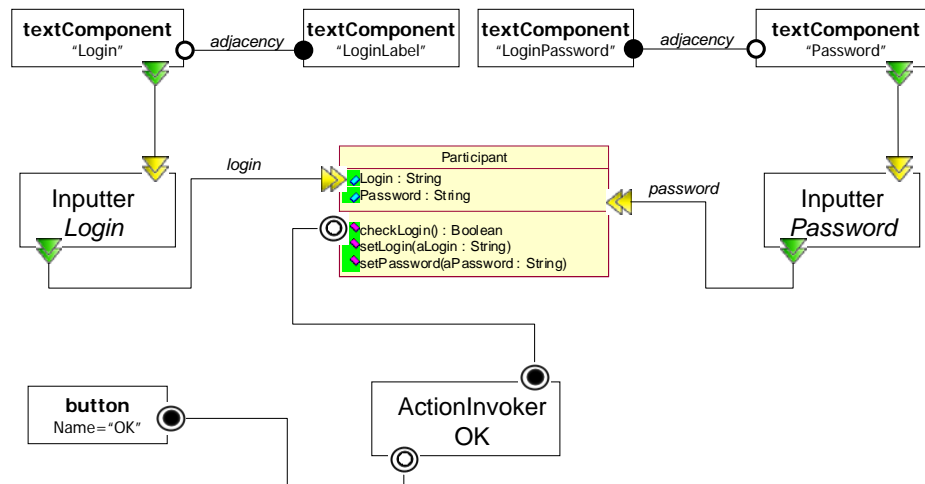 textComponent
"Login"
adjacency
textComponent
"LoginLabel"
textComponent
"LoginPassword"
adjacency
textComponent
"Password"
Inputter
Login
login
Participant
Login : String
Password : String
checkLogin() : Boolean
setLogin(aLogin : String)
setPassword(aPassword : String)
password
Inputter
Password
button
Name="OK"
ActionInvoker
OK